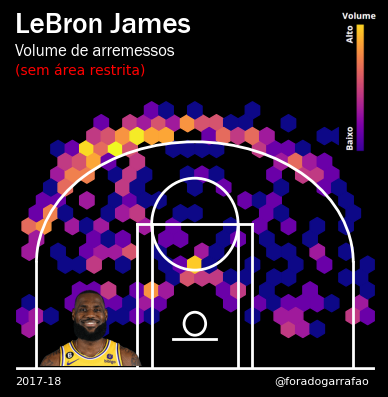 LeBron James
Volume
Volume de arremessos
Alto
(sem área restrita)
Baixo
2017-18
@foradogarrafao